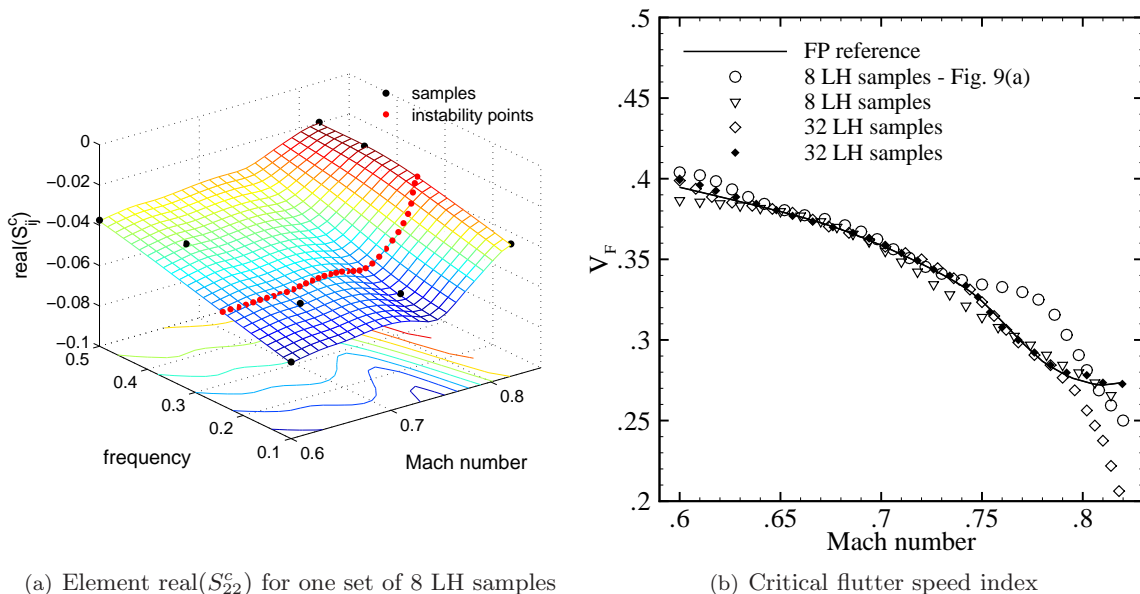 samples
instability points
0
−0.02
−0.04
−0.06
−0.08
−0.1
real(S^c_ij)
0.5
0.4
0.3
0.2
0.1
frequency
0.6
0.7
0.8
Mach number
(a) Element real(S^c_22) for one set of 8 LH samples
FP reference
8 LH samples - Fig. 9(a)
8 LH samples
32 LH samples
32 LH samples
.5
.45
.4
.35
.3
.25
.2
V_F
.6
.65
.7
.75
.8
Mach number
(b) Critical flutter speed index